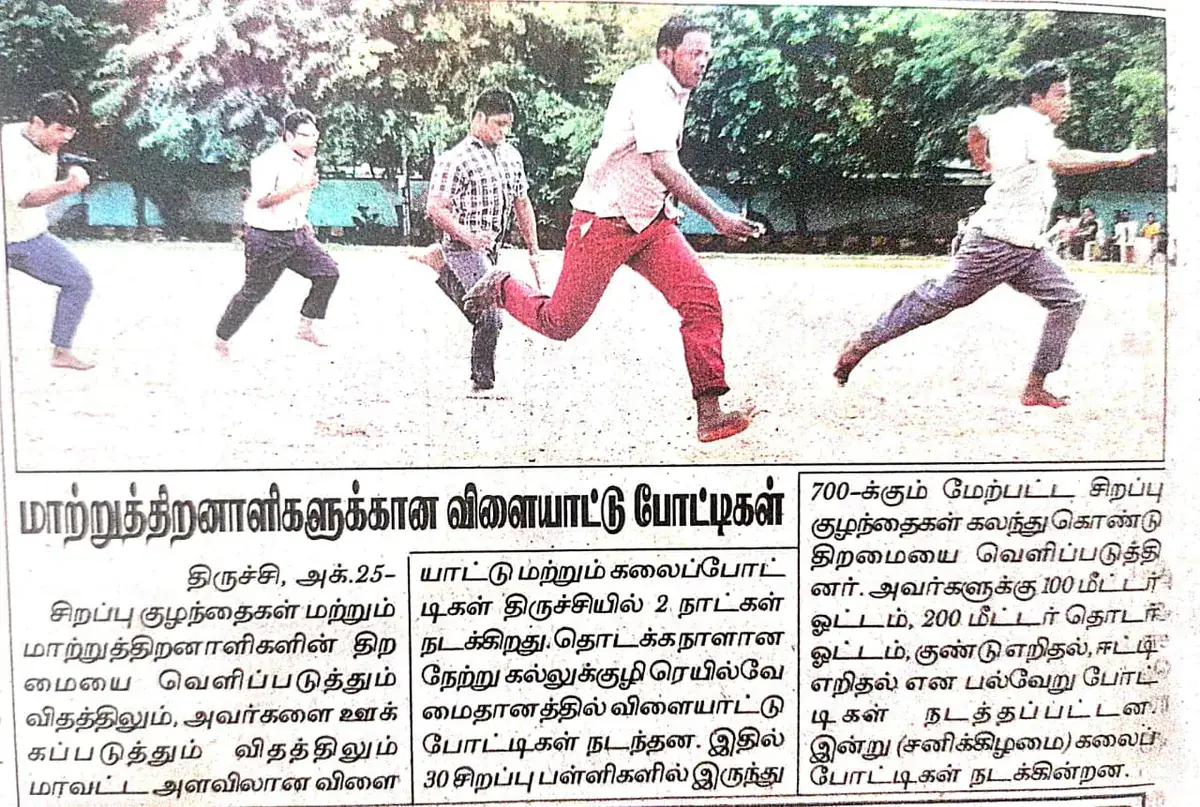 மாற்றுத்திறனாளிகளுக்கான விளையாட்டு போட்டிகள்
திருச்சி, அக்.25-
சிறப்பு குழந்தைகள் மற்றும்
மாற்றுத்திறனாளிகளின் திற
மையை வெளிப்படுத்தும்
விதத்திலும், அவர்களை ஊக்
கப்படுத்தும் விதத்திலும்
மாவட்ட அளவிலான விளை
யாட்டு மற்றும் கலைப்போட்
டிகள் திருச்சியில் 2 நாட்கள்
நடக்கிறது. தொடக்கநாளான
நேற்று கல்லுக்குழி ரெயில்வே
மைதானத்தில் விளையாட்டு
போட்டிகள் நடந்தன. இதில்
30 சிறப்பு பள்ளிகளில் இருந்து
700-க்கும் மேற்பட்ட சிறப்பு
குழந்தைகள் கலந்து கொண்டு
திறமையை வெளிப்படுத்தி
னர். அவர்களுக்கு 100 மீட்டர்
ஓட்டம், 200 மீட்டர் தொடர்
ஓட்டம், குண்டு எறிதல், ஈட்டி
எறிதல் என பல்வேறு போட்
டிகள் நடத்தப்பட்டன.
இன்று (சனிக்கிழமை) கலைப்
போட்டிகள் நடக்கின்றன.